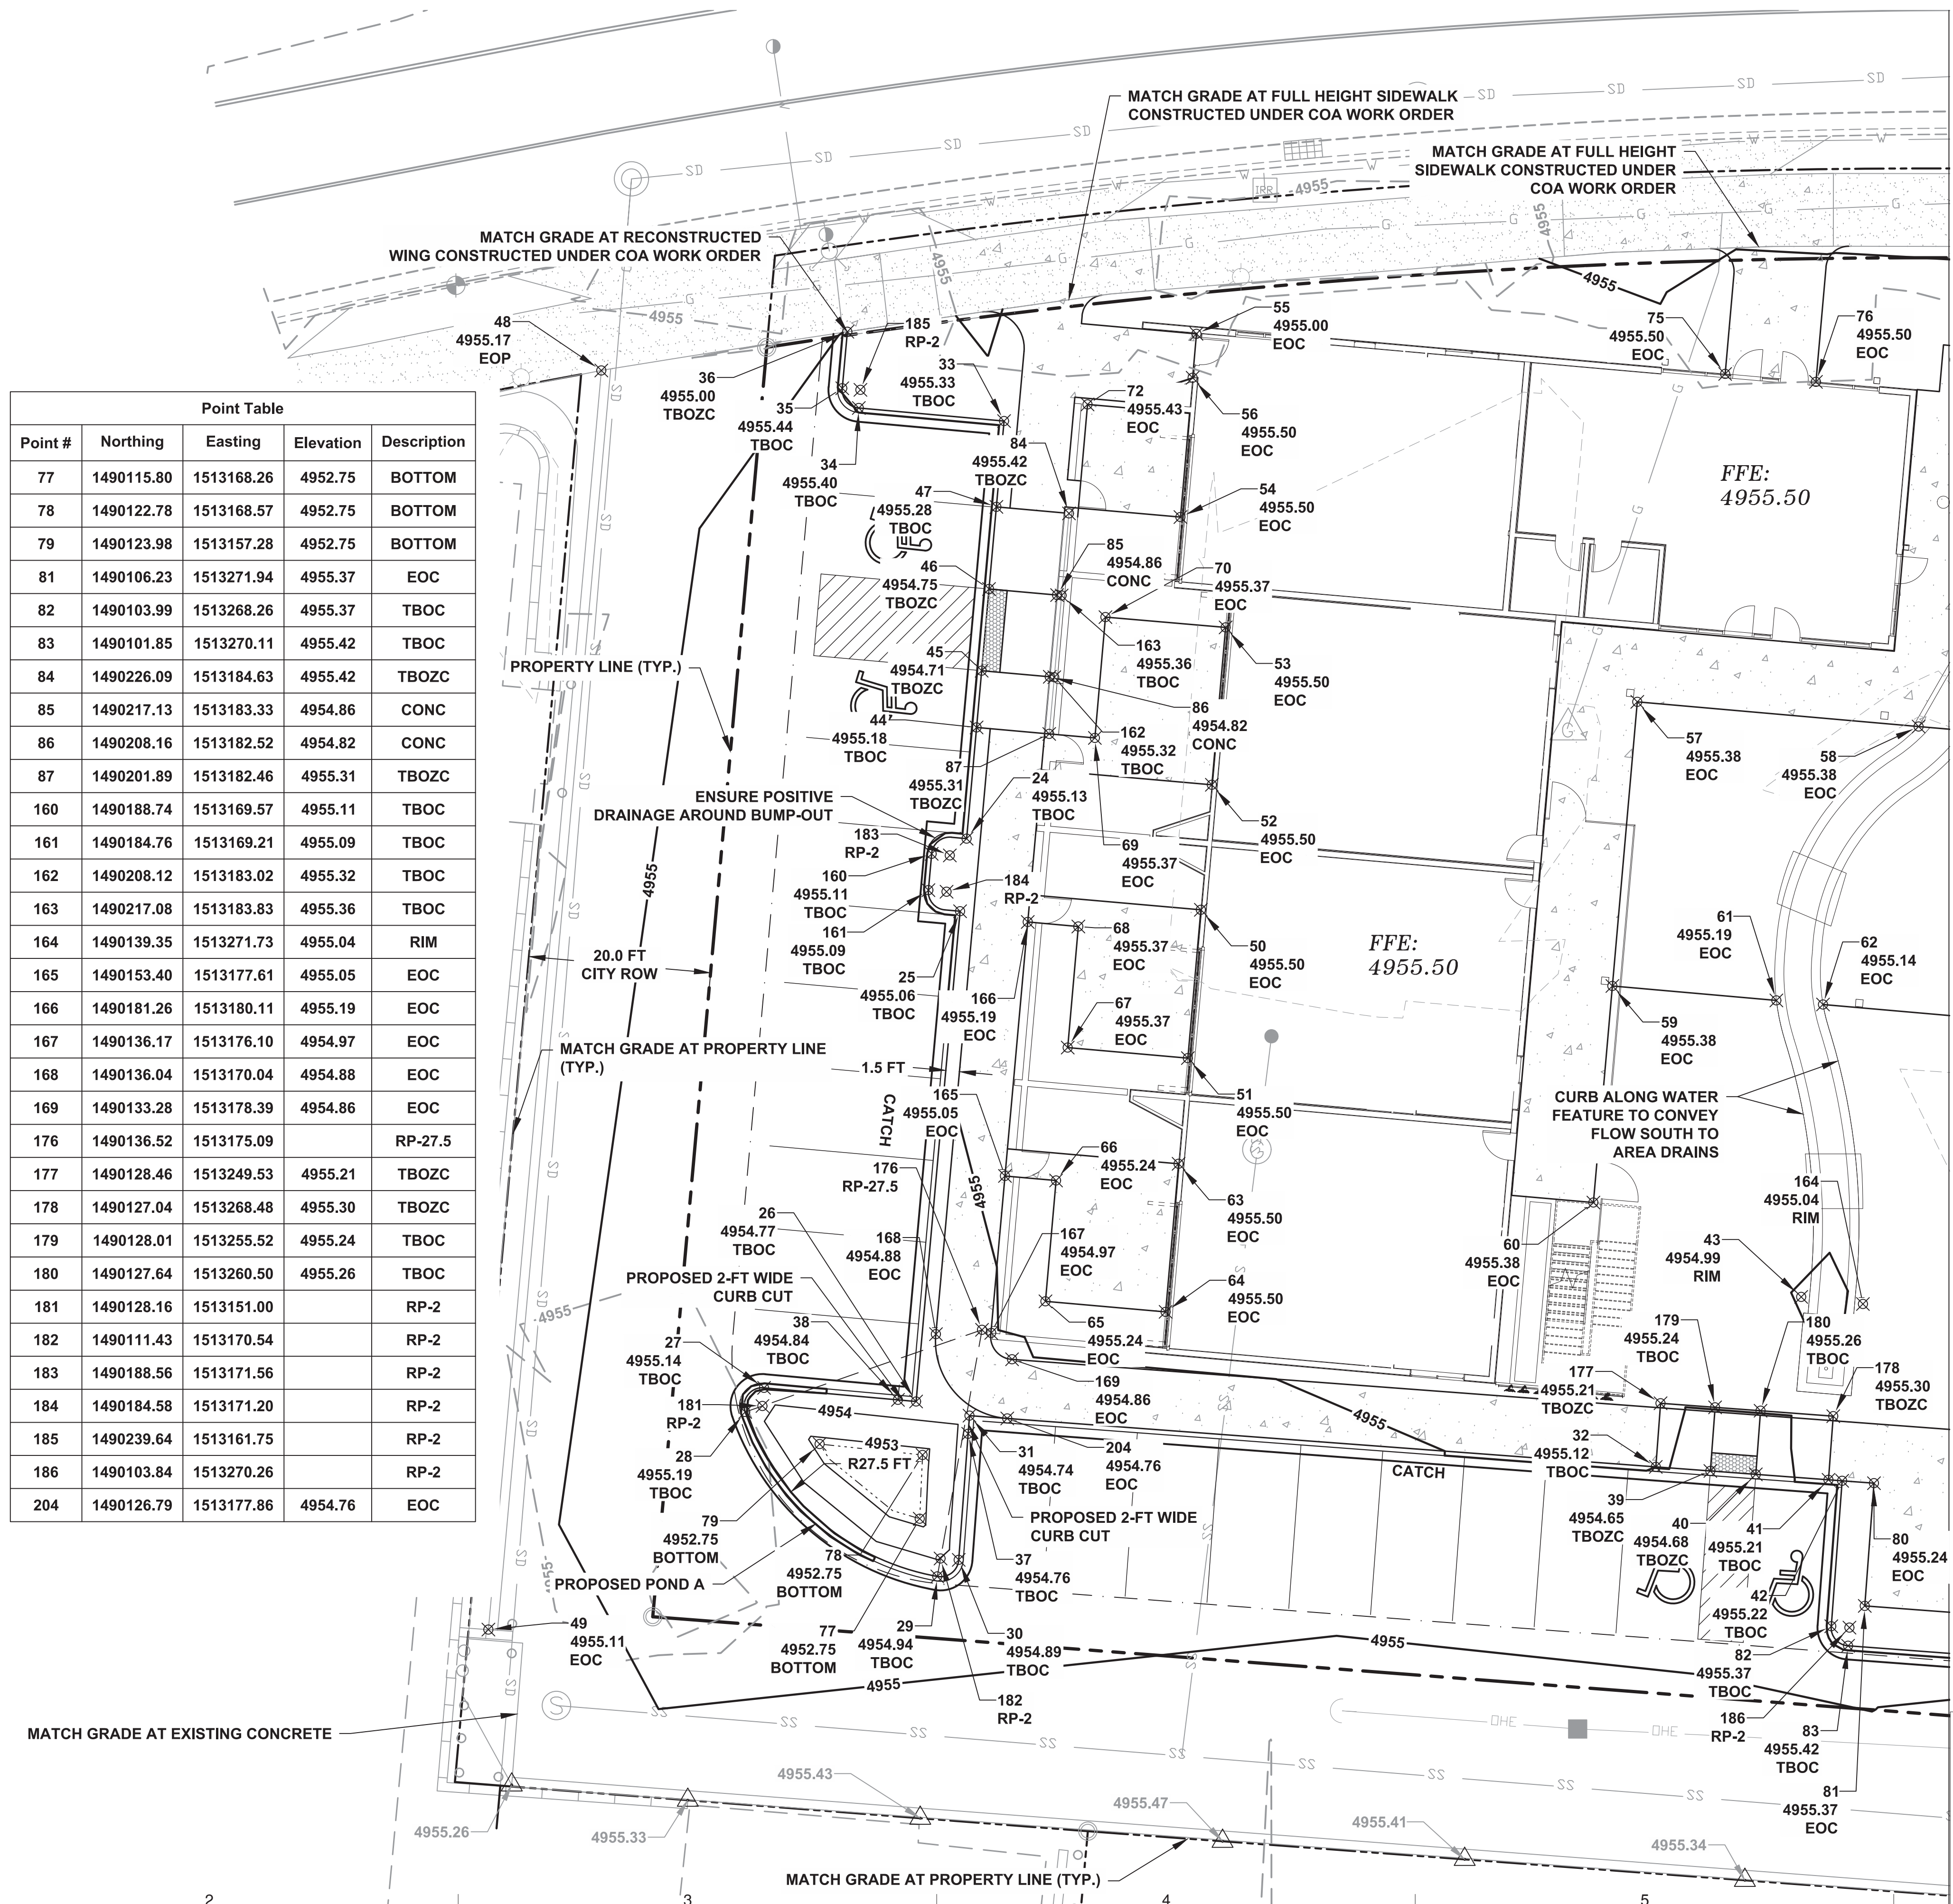 MATCH GRADE AT FULL HEIGHT SIDEWALK
CONSTRUCTED UNDER COA WORK ORDER
MATCH GRADE AT FULL HEIGHT
SIDEWALK CONSTRUCTED UNDER
COA WORK ORDER
MATCH GRADE AT RECONSTRUCTED
WING CONSTRUCTED UNDER COA WORK ORDER
SD
SD
SD
SD
SD
SD
SD
SD
W
W
W
W
W
W
IRR
4955
4955
4955
4955
4955
G
G
G
G
G
G
G
48
4955.17
EOP
185
RP-2
33
4955.33
TBOC
36
4955.00
TBOZC
35
4955.44
TBOC
34
4955.40
TBOC
55
4955.00
EOC
75
4955.50
EOC
76
4955.50
EOC
72
4955.43
EOC
56
4955.50
EOC
84
4955.42
TBOZC
54
4955.50
EOC
47
4955.28
TBOC
FFE:
4955.50
85
4954.86
CONC
70
4955.37
EOC
46
4954.75
TBOZC
163
4955.36
TBOC
53
4955.50
EOC
45
4954.71
TBOZC
86
4954.82
CONC
44
4955.18
TBOC
162
4955.32
TBOC
87
4955.31
TBOZC
24
4955.13
TBOC
57
4955.38
EOC
58
4955.38
EOC
52
4955.50
EOC
69
4955.37
EOC
PROPERTY LINE (TYP.)
ENSURE POSITIVE
DRAINAGE AROUND BUMP-OUT
183
RP-2
160
4955.11
TBOC
184
RP-2
161
4955.09
TBOC
4955
20.0 FT
CITY ROW
25
4955.06
TBOC
166
4955.19
EOC
68
4955.37
EOC
50
4955.50
EOC
FFE:
4955.50
61
4955.19
EOC
62
4955.14
EOC
67
4955.37
EOC
59
4955.38
EOC
MATCH GRADE AT PROPERTY LINE
(TYP.)
1.5 FT
CATCH
165
4955.05
EOC
51
4955.50
EOC
CURB ALONG WATER
FEATURE TO CONVEY
FLOW SOUTH TO
AREA DRAINS
176
RP-27.5
66
4955.24
EOC
4955
63
4955.50
EOC
164
4955.04
RIM
26
4954.77
TBOC
168
4954.88
EOC
167
4954.97
EOC
60
4955.38
EOC
43
4954.99
RIM
PROPOSED 2-FT WIDE
CURB CUT
64
4955.50
EOC
38
4954.84
TBOC
65
4955.24
EOC
179
4955.24
TBOC
180
4955.26
TBOC
27
4955.14
TBOC
4955
169
4954.86
EOC
177
4955.21
TBOZC
178
4955.30
TBOZC
181
RP-2
4954
4955
28
4955.19
TBOC
4953
R27.5 FT
31
4954.74
TBOC
204
4954.76
EOC
32
4955.12
TBOC
CATCH
PROPOSED 2-FT WIDE
CURB CUT
39
4954.65
TBOZC
79
4952.75
BOTTOM
40
4954.68
TBOZC
41
4955.21
TBOC
80
4955.24
EOC
78
4952.75
BOTTOM
37
4954.76
TBOC
PROPOSED POND A
42
4955.22
TBOC
4955
49
4955.11
EOC
77
4952.75
BOTTOM
29
4954.94
TBOC
30
4954.89
TBOC
4955
82
4955.37
TBOC
4955
182
RP-2
186
RP-2
83
4955.42
TBOC
MATCH GRADE AT EXISTING CONCRETE
S
SS
SS
SS
SS
SS
SS
SS
SS
SS
OHE
OHE
81
4955.37
EOC
4955.43
4955.47
4955.41
4955.26
4955.33
4955.34
MATCH GRADE AT PROPERTY LINE (TYP.)
2
3
4
5
Point Table
Point # Northing Easting Elevation Description
77 1490115.80 1513168.26 4952.75 BOTTOM
78 1490122.78 1513168.57 4952.75 BOTTOM
79 1490123.98 1513157.28 4952.75 BOTTOM
81 1490106.23 1513271.94 4955.37 EOC
82 1490103.99 1513268.26 4955.37 TBOC
83 1490101.85 1513270.11 4955.42 TBOC
84 1490226.09 1513184.63 4955.42 TBOZC
85 1490217.13 1513183.33 4954.86 CONC
86 1490208.16 1513182.52 4954.82 CONC
87 1490201.89 1513182.46 4955.31 TBOZC
160 1490188.74 1513169.57 4955.11 TBOC
161 1490184.76 1513169.21 4955.09 TBOC
162 1490208.12 1513183.02 4955.32 TBOC
163 1490217.08 1513183.83 4955.36 TBOC
164 1490139.35 1513271.73 4955.04 RIM
165 1490153.40 1513177.61 4955.05 EOC
166 1490181.26 1513180.11 4955.19 EOC
167 1490136.17 1513176.10 4954.97 EOC
168 1490136.04 1513170.04 4954.88 EOC
169 1490133.28 1513178.39 4954.86 EOC
176 1490136.52 1513175.09 RP-27.5
177 1490128.46 1513249.53 4955.21 TBOZC
178 1490127.04 1513268.48 4955.30 TBOZC
179 1490128.01 1513255.52 4955.24 TBOC
180 1490127.64 1513260.50 4955.26 TBOC
181 1490128.16 1513151.00 RP-2
182 1490111.43 1513170.54 RP-2
183 1490188.56 1513171.56 RP-2
184 1490184.58 1513171.20 RP-2
185 1490239.64 1513161.75 RP-2
186 1490103.84 1513270.26 RP-2
204 1490126.79 1513177.86 4954.76 EOC